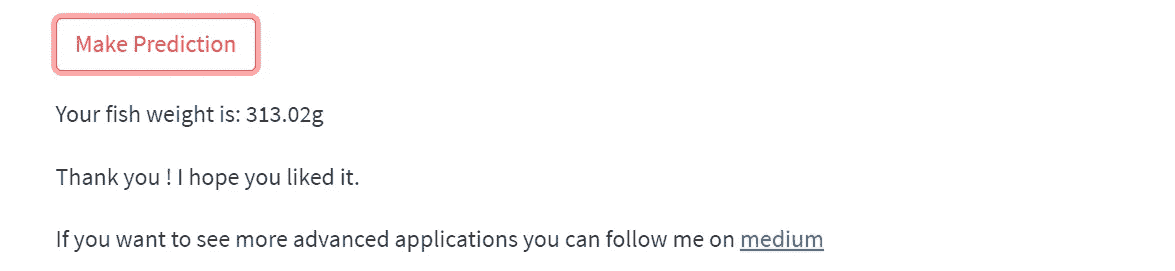 Make Prediction
Your fish weight is: 313.02g
Thank you ! I hope you liked it.
If you want to see more advanced applications you can follow me on medium